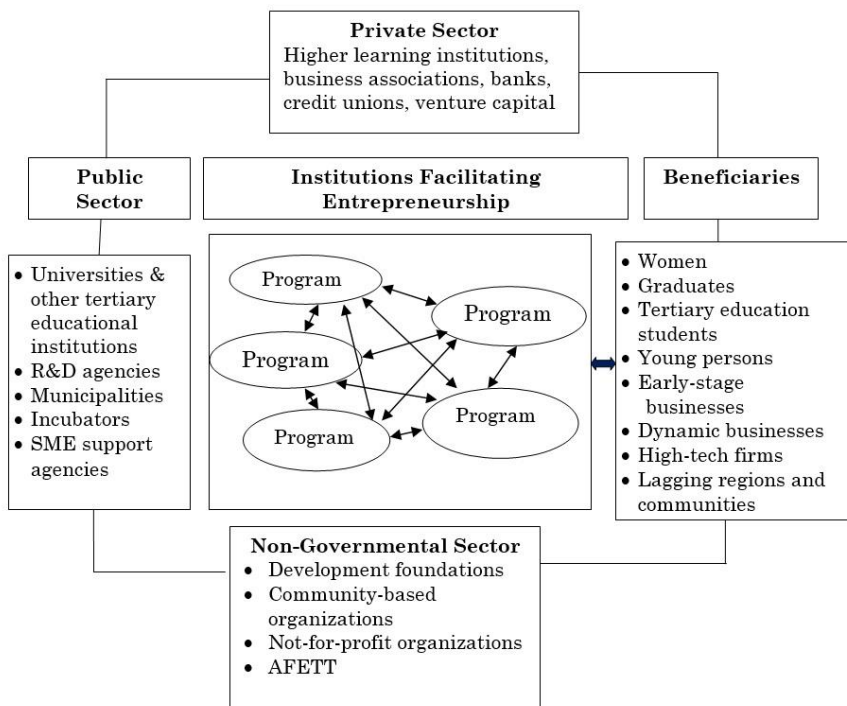 Private Sector
Higher learning institutions,
business associations, banks,
credit unions, venture capital
Public
Sector
Institutions Facilitating
Entrepreneurship
Beneficiaries
• Universities &
other tertiary
educational
institutions
• R&D agencies
• Municipalities
• Incubators
• SME support
agencies
Program
Program
Program
Program
Program
• Women
• Graduates
• Tertiary education
students
• Young persons
• Early-stage
businesses
• Dynamic businesses
• High-tech firms
• Lagging regions and
communities
Non-Governmental Sector
• Development foundations
• Community-based
organizations
• Not-for-profit organizations
• AFETT